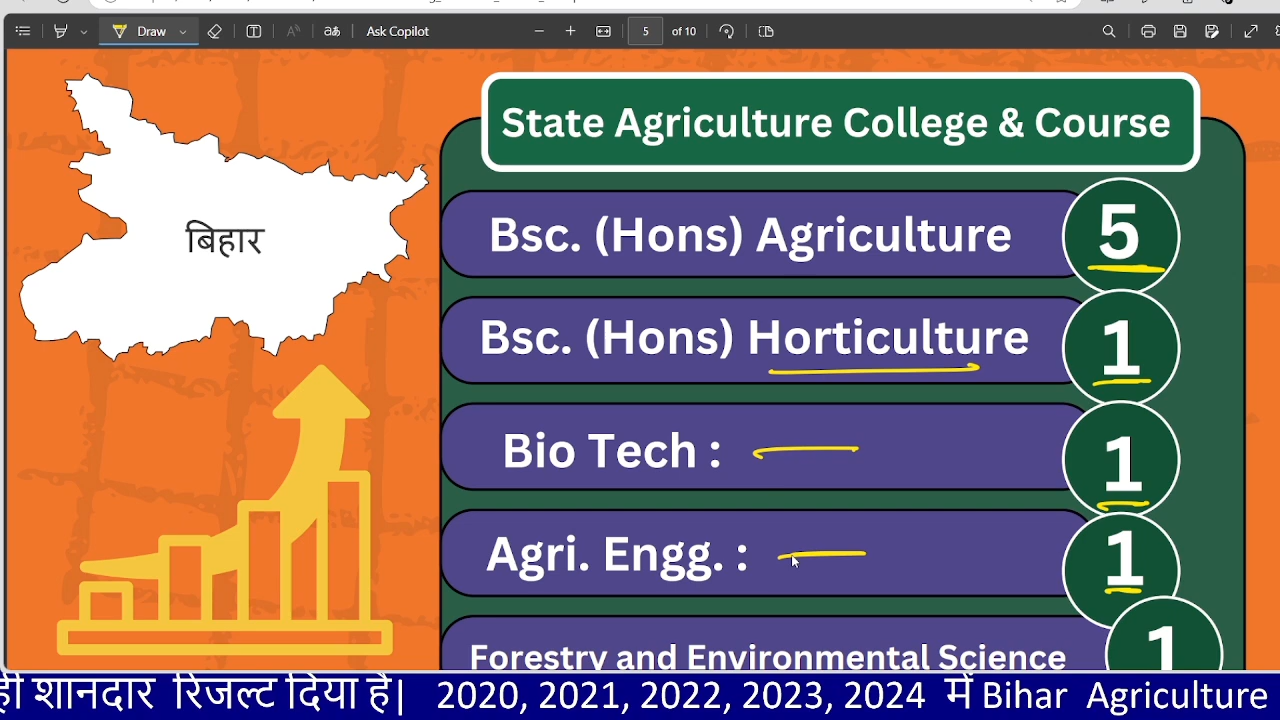 Draw
aあ
Ask Copilot
5 of 10
State Agriculture College & Course
बिहार
Bsc. (Hons) Agriculture 5
Bsc. (Hons) Horticulture 1
Bio Tech : 1
Agri. Engg. : 1
Forestry and Environmental Science 1
ही शानदार रिजल्ट दिया है| 2020, 2021, 2022, 2023, 2024 में Bihar Agriculture